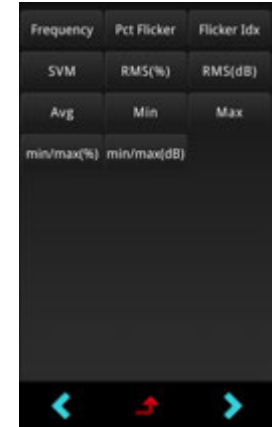 Frequency Pct Flicker Flicker Idx
SVM RMS(%) RMS(dB)
Avg Min Max
min/max(%) min/max(dB)